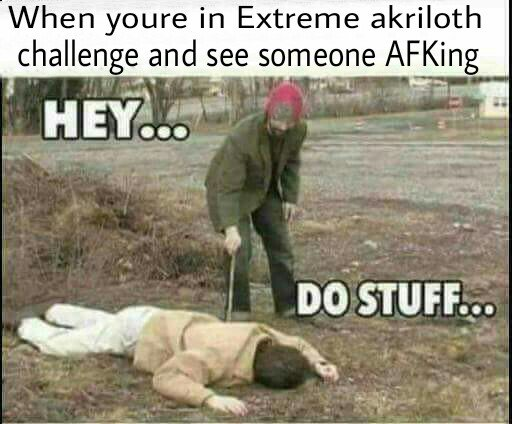 When youre in Extreme akriloth
challenge and see someone AFKing
HEY...
DO STUFF...